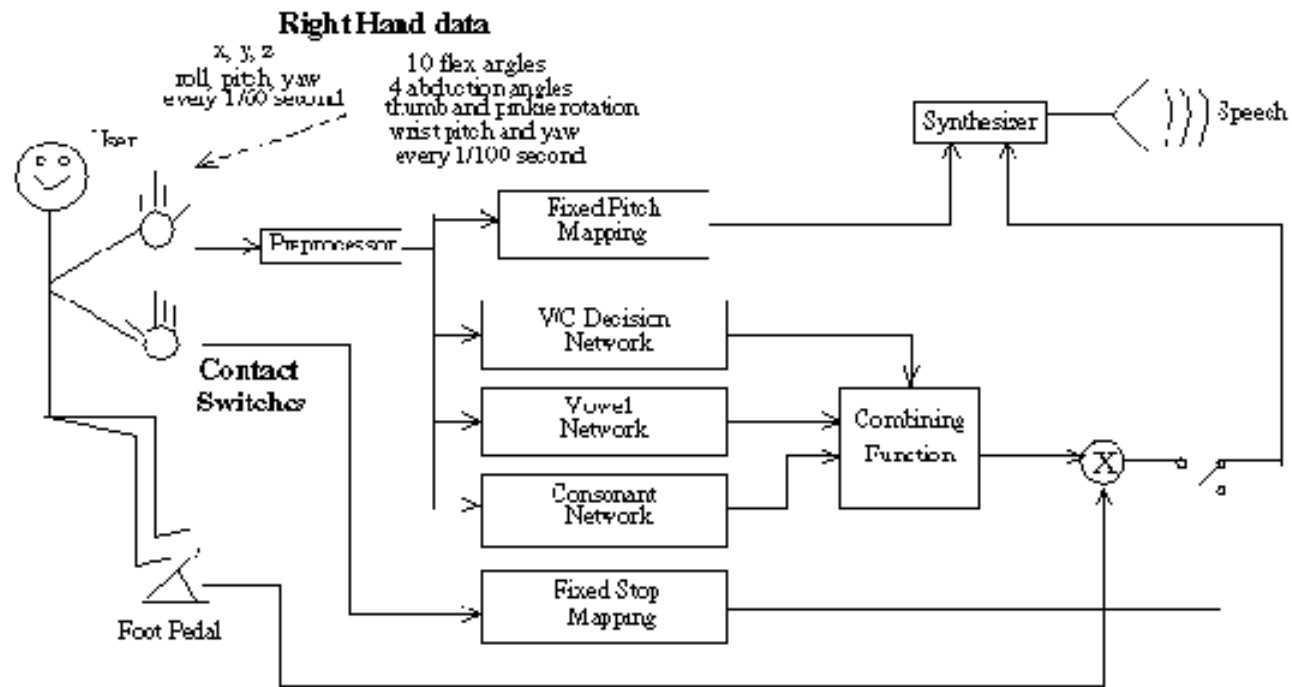 Right Hand data
x, y, z
roll, pitch, yaw
every 1/60 second
10 flex angles
4 abduction angles
thumb and pinkie rotation
wrist pitch and yaw
every 1/100 second
User
Preprocessor
Fixed Pitch
Mapping
Synthesizer
Speech
V/C Decision
Network
Vowel
Network
Consonant
Network
Combining
Function
X
Contact
Switches
Fixed Stop
Mapping
Foot Pedal